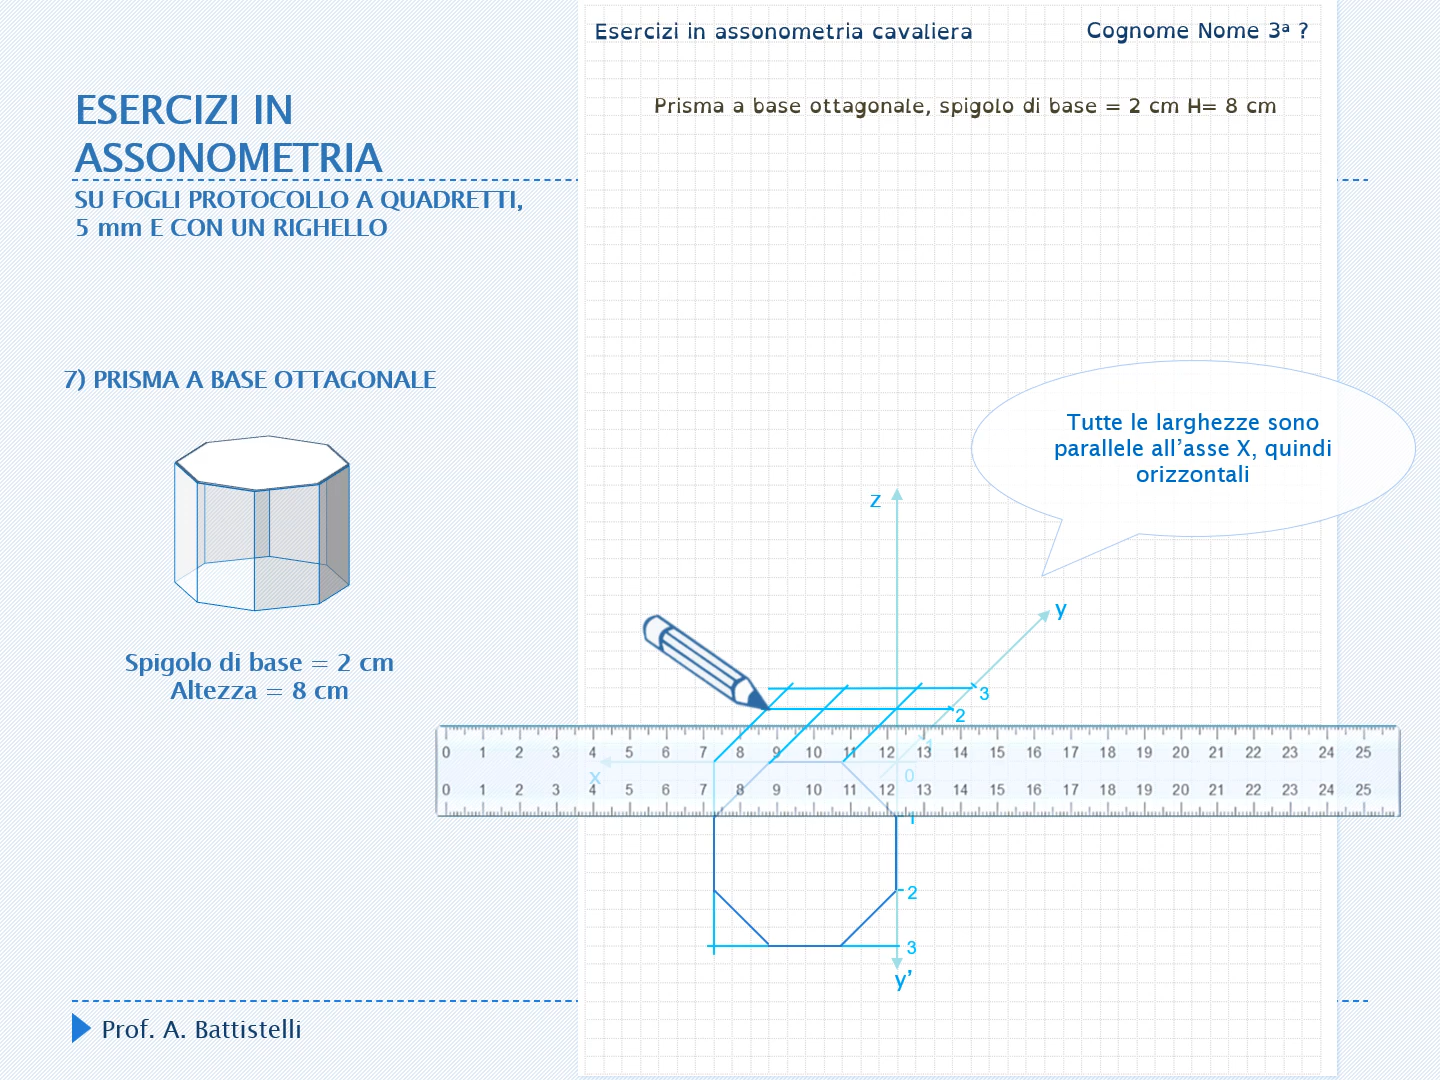 Esercizi in assonometria cavaliera
Cognome Nome 3ª ?
ESERCIZI IN
ASSONOMETRIA
SU FOGLI PROTOCOLLO A QUADRETTI,
5 mm E CON UN RIGHELLO
Prisma a base ottagonale, spigolo di base = 2 cm H= 8 cm
7) PRISMA A BASE OTTAGONALE
Spigolo di base = 2 cm
Altezza = 8 cm
Tutte le larghezze sono
parallele all’asse X, quindi
orizzontali
z
y
3
2
1
0 1 2 3 4 5 6 7 8 9 10 11 12 13 14 15 16 17 18 19 20 21 22 23 24 25
x
0
0 1 2 3 4 5 6 7 8 9 10 11 12 13 14 15 16 17 18 19 20 21 22 23 24 25
1
2
3
y’
Prof. A. Battistelli